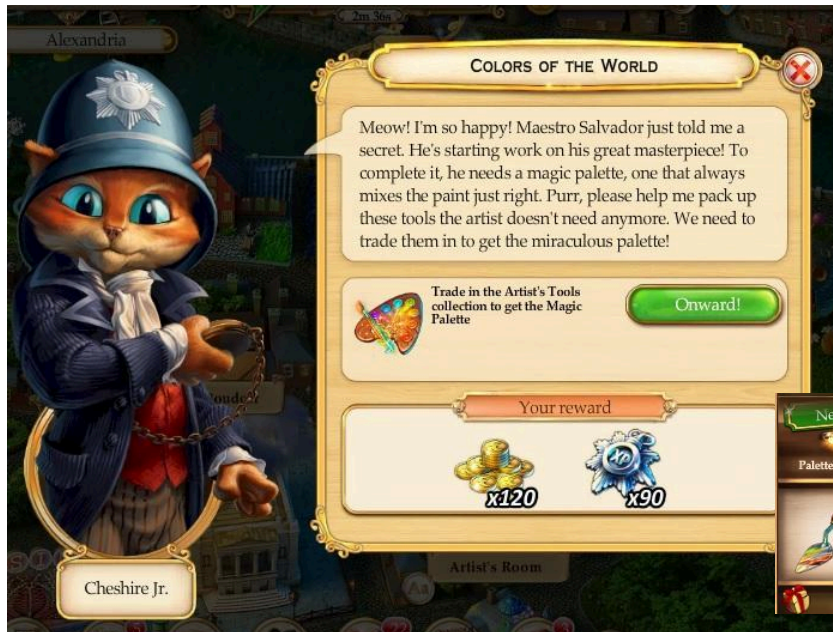 2m 36s
Alexandria
COLORS OF THE WORLD
Meow! I'm so happy! Maestro Salvador just told me a
secret. He's starting work on his great masterpiece! To
complete it, he needs a magic palette, one that always
mixes the paint just right. Purr, please help me pack up
these tools the artist doesn't need anymore. We need to
trade them in to get the miraculous palette!
Trade in the Artist's Tools
collection to get the Magic
Palette
Onward!
Your reward
XP
x120
x90
Palette
Artist's Room
Aa
Cheshire Jr.